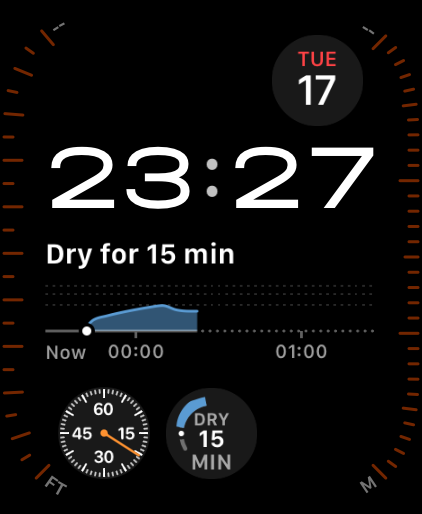 --
--
TUE
17
23:27
Dry for 15 min
Now 00:00 01:00
60
45 15
30
DRY
15
MIN
FT
M